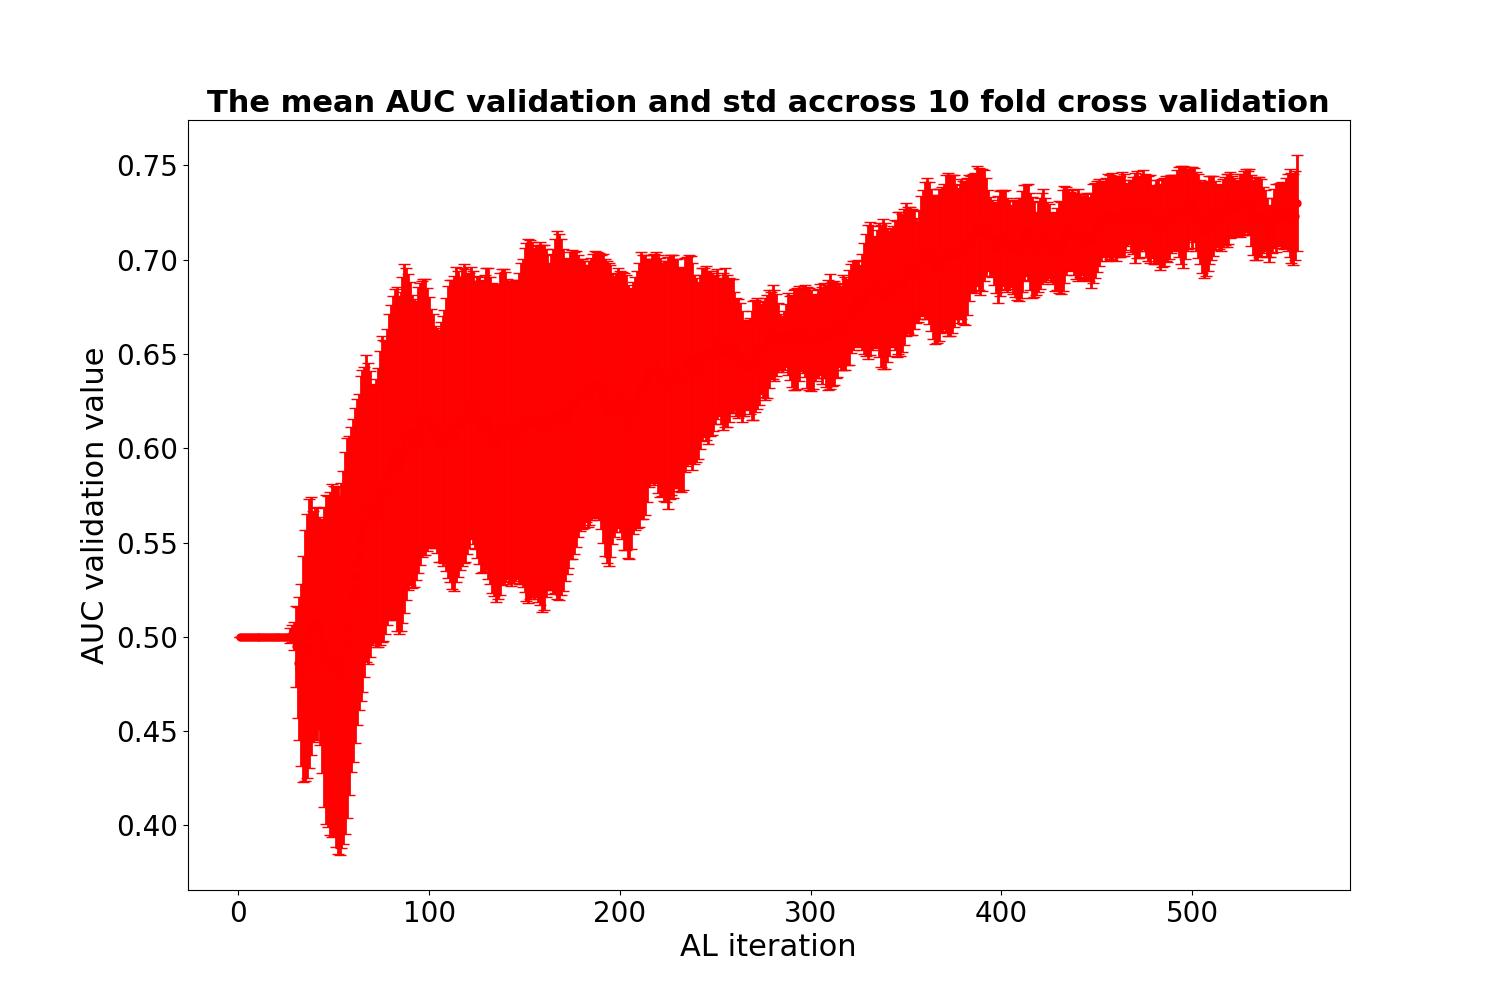 The mean AUC validation and std accross 10 fold cross validation
0.75
0.70
0.65
0.60
0.55
0.50
0.45
0.40
AUC validation value
0 100 200 300 400 500
AL iteration